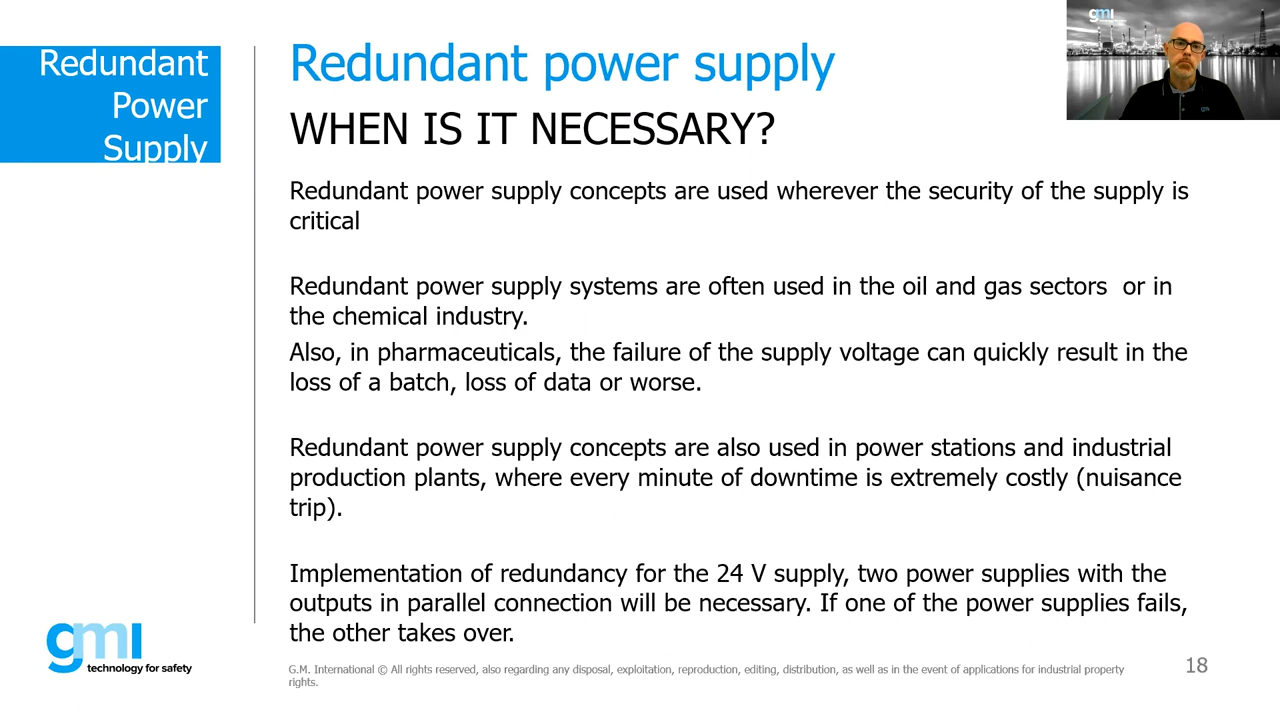 Redundant
Power
Supply
Redundant power supply
WHEN IS IT NECESSARY?
Redundant power supply concepts are used wherever the security of the supply is
critical
Redundant power supply systems are often used in the oil and gas sectors  or in
the chemical industry.
Also, in pharmaceuticals, the failure of the supply voltage can quickly result in the
loss of a batch, loss of data or worse.
Redundant power supply concepts are also used in power stations and industrial
production plants, where every minute of downtime is extremely costly (nuisance
trip).
Implementation of redundancy for the 24 V supply, two power supplies with the
outputs in parallel connection will be necessary. If one of the power supplies fails,
the other takes over.
gmi
technology for safety
G.M. International © All rights reserved, also regarding any disposal, exploitation, reproduction, editing, distribution, as well as in the event of applications for industrial property
rights.
18
gmi
gmi